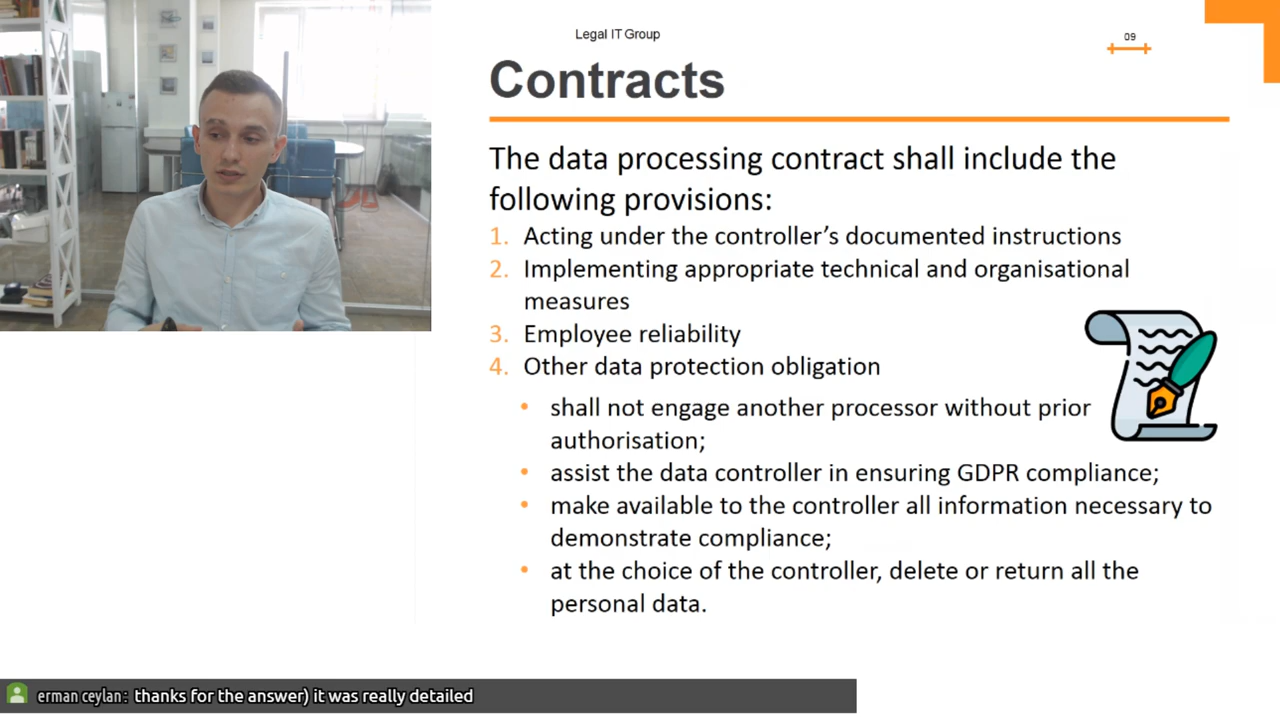 Legal IT Group
09
Contracts
The data processing contract shall include the
following provisions:
1. Acting under the controller’s documented instructions
2. Implementing appropriate technical and organisational
measures
3. Employee reliability
4. Other data protection obligation
• shall not engage another processor without prior
authorisation;
• assist the data controller in ensuring GDPR compliance;
• make available to the controller all information necessary to
demonstrate compliance;
• at the choice of the controller, delete or return all the
personal data.
erman ceylan: thanks for the answer) it was really detailed